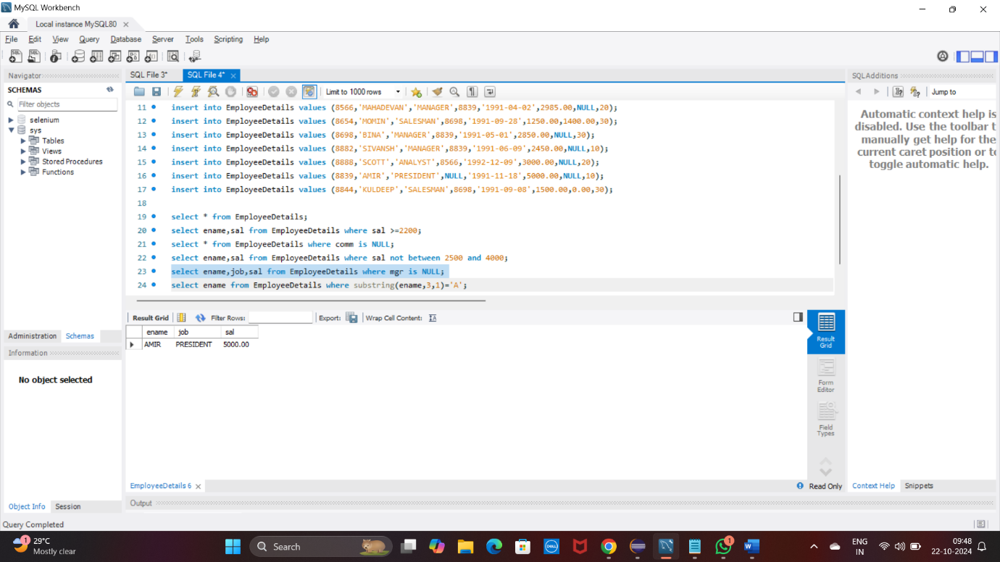 MySQL Workbench
Local instance MySQL80
File Edit View Query Database Server Tools Scripting Help
Navigator
SCHEMAS
Filter objects
selenium
sys
Tables
Views
Stored Procedures
Functions
Administration Schemas
Information
No object selected
Object Info Session
Query Completed
SQL File 3* SQL File 4*
Limit to 1000 rows
11 insert into EmployeeDetails values (8566,'MAHADEVAN','MANAGER',8839,'1991-04-02',2985.00,NULL,20);
12 insert into EmployeeDetails values (8654,'MOMIN','SALESMAN',8698,'1991-09-28',1250.00,1400.00,30);
13 insert into EmployeeDetails values (8698,'BINA','MANAGER',8839,'1991-05-01',2850.00,NULL,30);
14 insert into EmployeeDetails values (8882,'SIVANSH','MANAGER',8839,'1991-06-09',2450.00,NULL,10);
15 insert into EmployeeDetails values (8888,'SCOTT','ANALYST',8566,'1992-12-09',3000.00,NULL,20);
16 insert into EmployeeDetails values (8839,'AMIR','PRESIDENT',NULL,'1991-11-18',5000.00,NULL,10);
17 insert into EmployeeDetails values (8844,'KULDEEP','SALESMAN',8698,'1991-09-08',1500.00,0.00,30);
18
19 select * from EmployeeDetails;
20 select ename,sal from EmployeeDetails where sal >=2200;
21 select * from EmployeeDetails where comm is NULL;
22 select ename,sal from EmployeeDetails where sal not between 2500 and 4000;
23 select ename,job,sal from EmployeeDetails where mgr is NULL;
24 select ename from EmployeeDetails where substring(ename,3,1)='A';
Result Grid Filter Rows: Export: Wrap Cell Content:
ename job sal
AMIR PRESIDENT 5000.00
Result
Grid
Form
Editor
Field
Types
EmployeeDetails 6
Read Only
Output
SQLAdditions
Jump to
Automatic context help is
disabled. Use the toolbar t
manually get help for the
current caret position or to
toggle automatic help.
Context Help Snippets
1
29°C
Mostly clear
Search
DELL
1
W
ENG
IN
09:48
22-10-2024